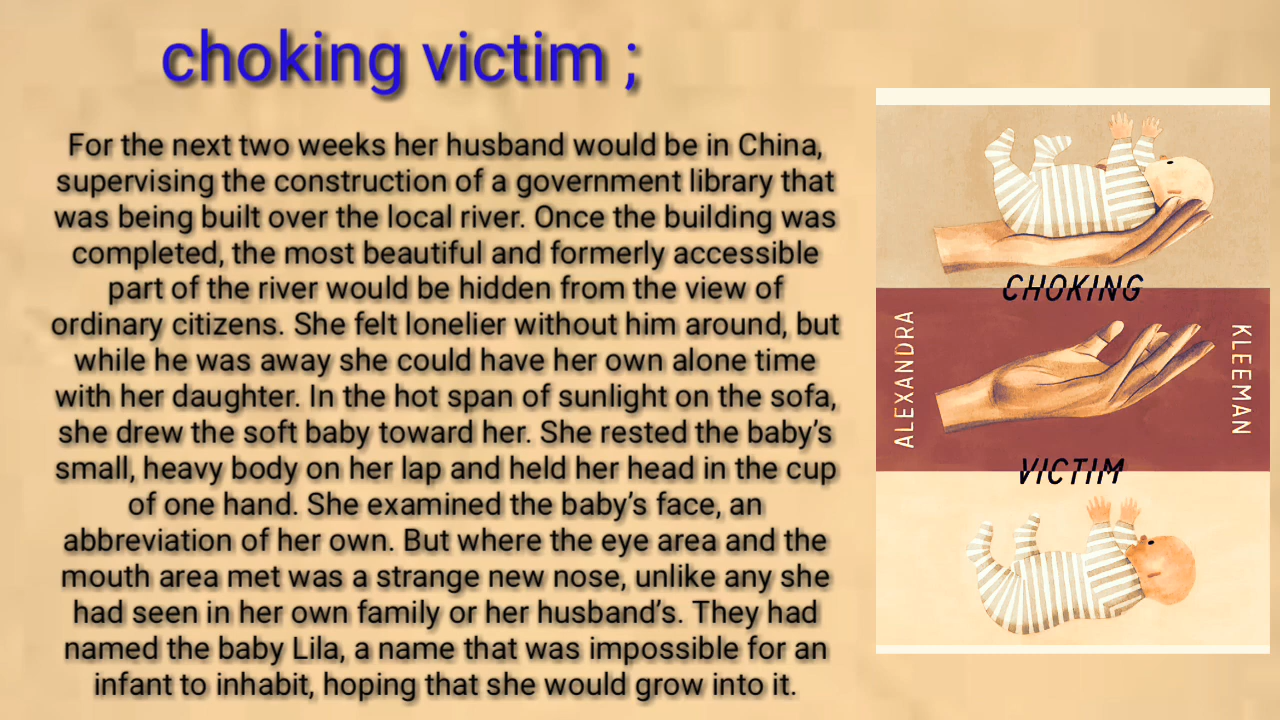 choking victim ;
For the next two weeks her husband would be in China,
supervising the construction of a government library that
was being built over the local river. Once the building was
completed, the most beautiful and formerly accessible
part of the river would be hidden from the view of
ordinary citizens. She felt lonelier without him around, but
while he was away she could have her own alone time
with her daughter. In the hot span of sunlight on the sofa,
she drew the soft baby toward her. She rested the baby’s
small, heavy body on her lap and held her head in the cup
of one hand. She examined the baby’s face, an
abbreviation of her own. But where the eye area and the
mouth area met was a strange new nose, unlike any she
had seen in her own family or her husband’s. They had
named the baby Lila, a name that was impossible for an
infant to inhabit, hoping that she would grow into it.
CHOKING
ALEXANDRA
KLEEMAN
VICTIM